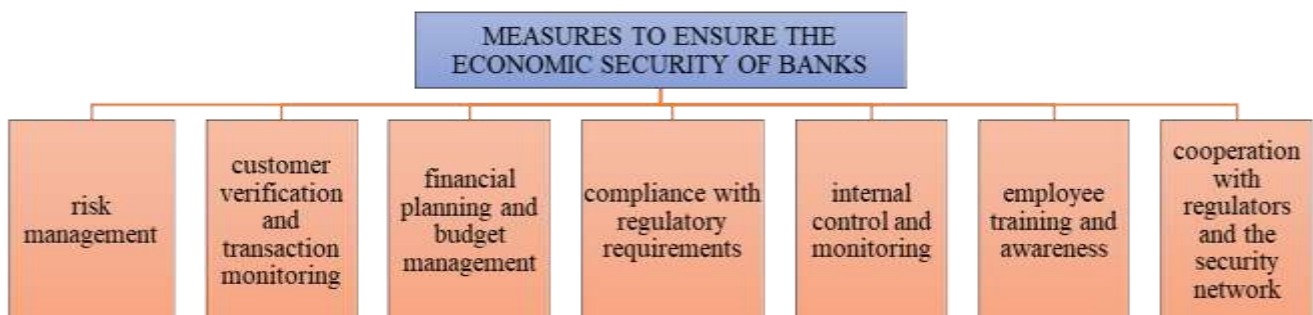 MEASURES TO ENSURE THE
ECONOMIC SECURITY OF BANKS
risk
management
customer
verification
and
transaction
monitoring
financial
planning and
budget
management
compliance with
regulatory
requirements
internal
control and
monitoring
employee
training and
awareness
cooperation
with
regulators
and the
security
network